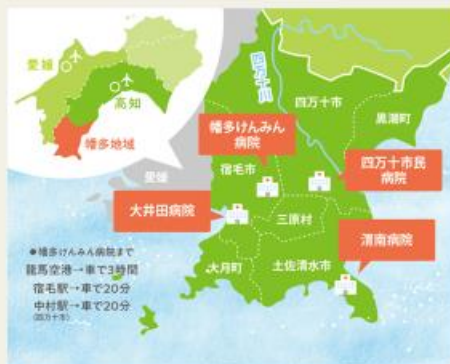 愛媛
高知
幡多地域
四万十川
四万十市
黒潮町
幡多けんみん
病院
宿毛市
四万十市民
病院
愛媛
大井田病院
三原村
渭南病院
大月町
土佐清水市
●幡多けんみん病院まで
龍馬空港→車で3時間
宿毛駅→車で20分
中村駅→車で20分
(四万十市)